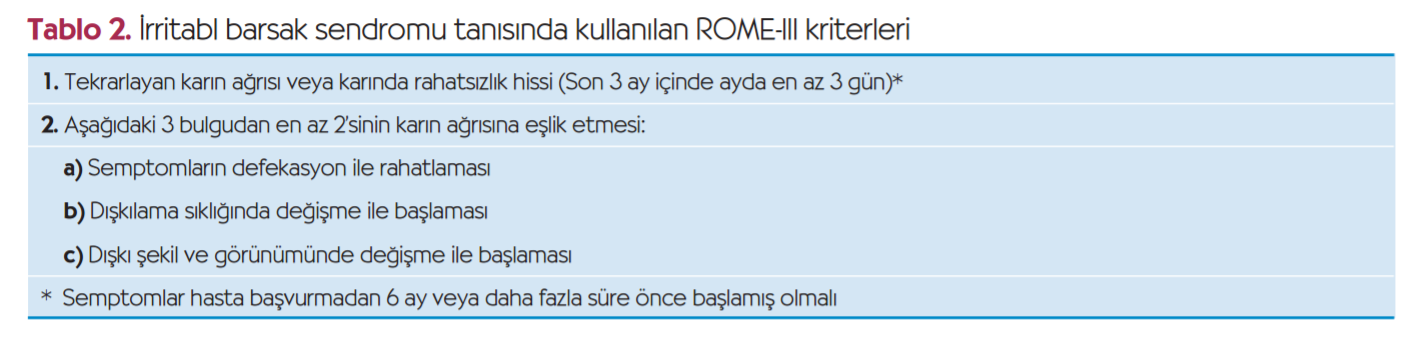 Tablo 2. İrritabl barsak sendromu tanısında kullanılan ROME-III kriterleri
1. Tekrarlayan karın ağrısı veya karında rahatsızlık hissi (Son 3 ay içinde ayda en az 3 gün)*
2. Aşağıdaki 3 bulgudan en az 2'sinin karın ağrısına eşlik etmesi:
a) Semptomların defekasyon ile rahatlaması
b) Dışkılama sıklığında değişme ile başlaması
c) Dışkı şekil ve görünümünde değişme ile başlaması
* Semptomlar hasta başvurmadan 6 ay veya daha fazla süre önce başlamış olmalı